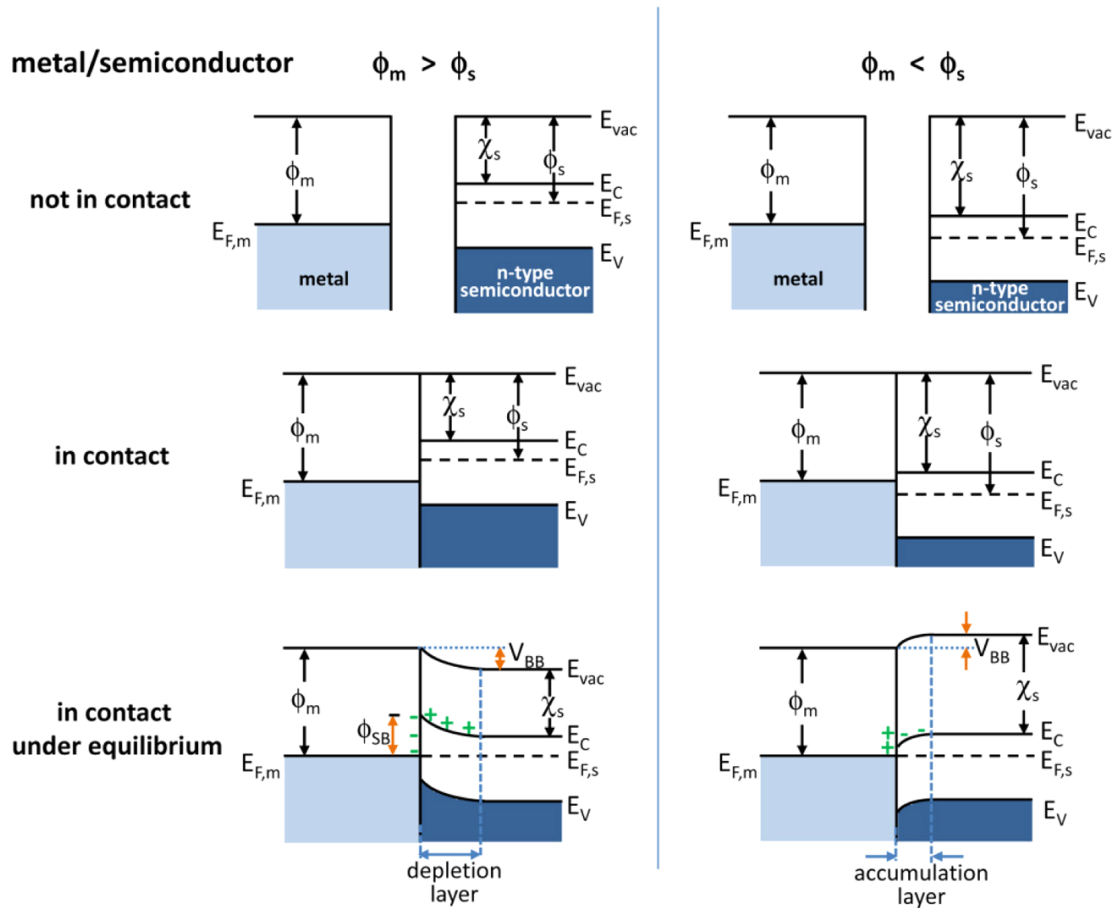 metal/semiconductor
ϕm > ϕs
ϕm < ϕs
not in contact
Evac
χs
ϕs
ϕm
EC
EF,s
EF,m
EV
metal
n-type
semiconductor
Evac
χs
ϕs
ϕm
EC
EF,s
EF,m
EV
metal
n-type
semiconductor
in contact
Evac
χs
ϕs
ϕm
EC
EF,s
EF,m
EV
Evac
χs
ϕs
ϕm
EC
EF,s
EF,m
EV
in contact
under equilibrium
VBB
Evac
ϕm
χs
+ + +
- - -
ϕSB
EC
EF,s
EF,m
EV
depletion
layer
Evac
VBB
ϕm
χs
+ - -
+
EC
EF,s
EF,m
EV
accumulation
layer